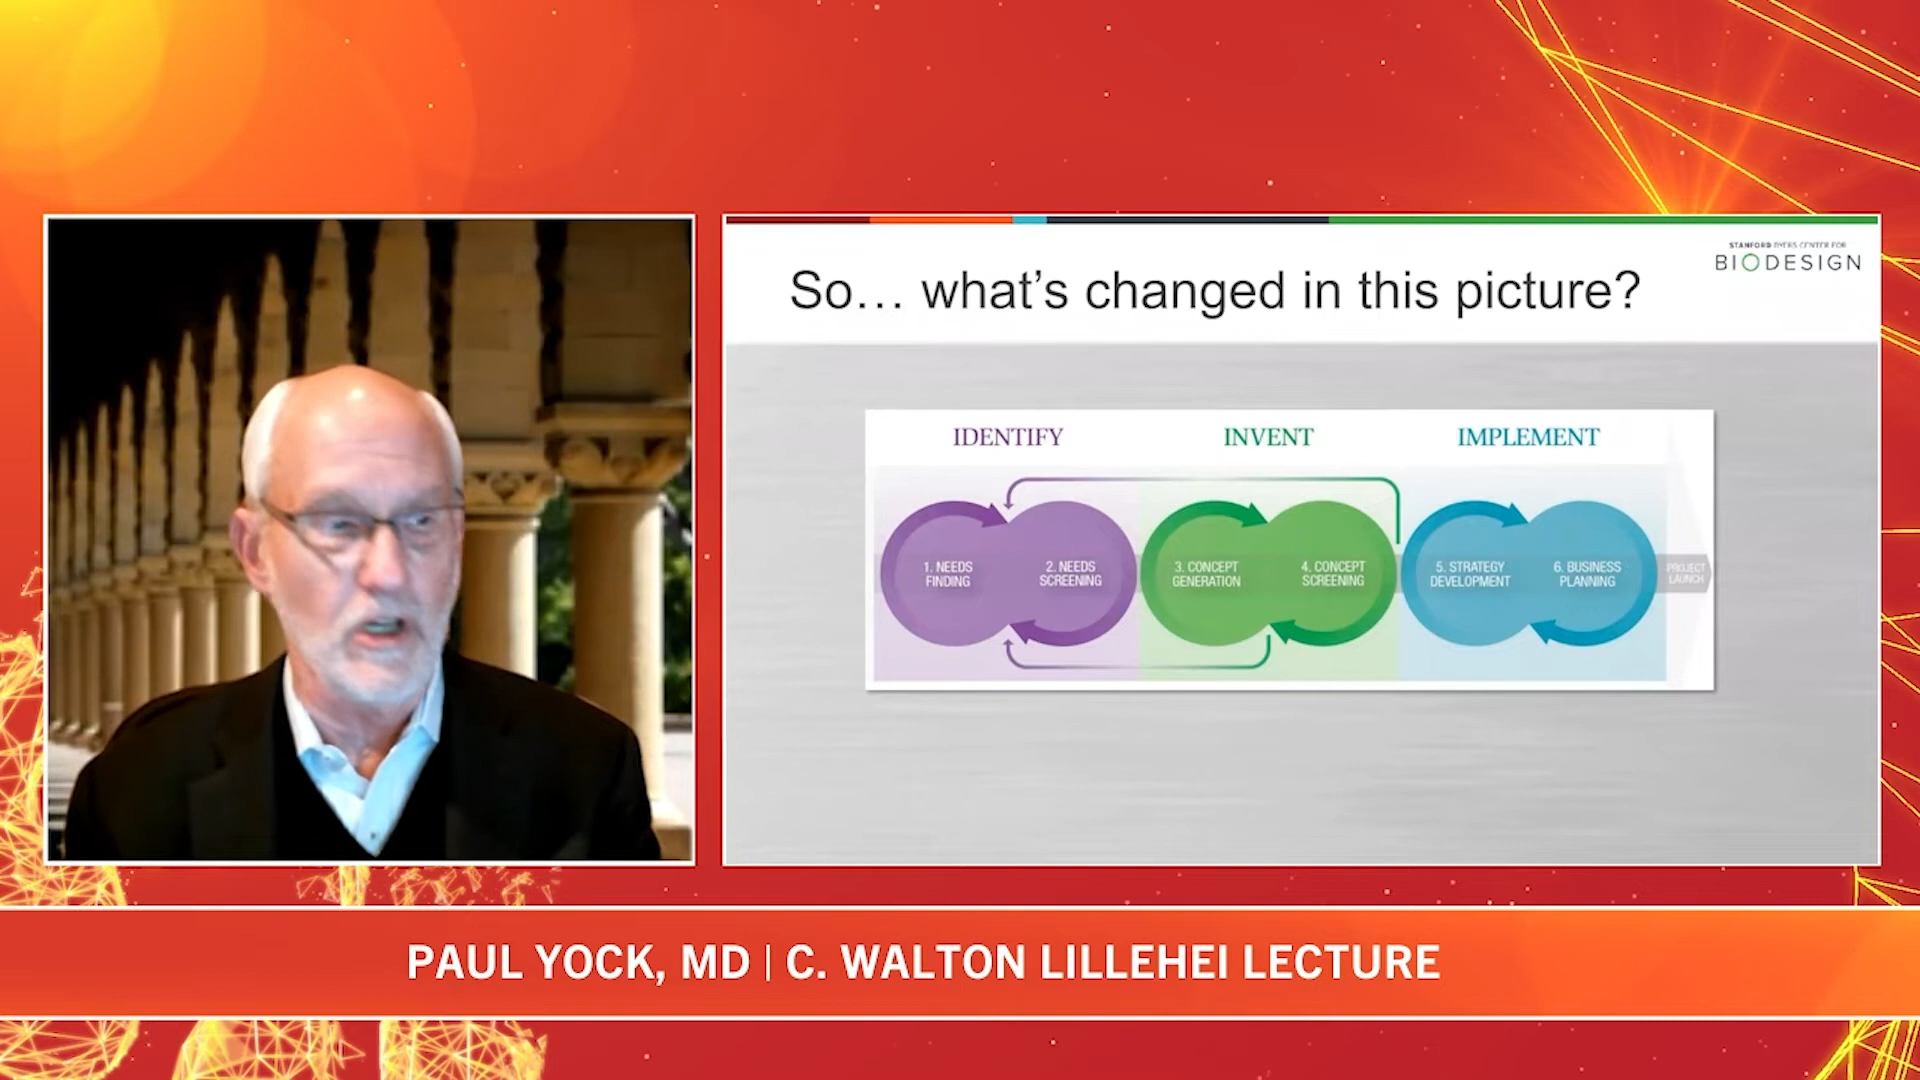 STANFORD BYERS CENTER FOR
BIODESIGN
So… what's changed in this picture?
IDENTIFY
INVENT
IMPLEMENT
1. NEEDS
FINDING
2. NEEDS
SCREENING
3. CONCEPT
GENERATION
4. CONCEPT
SCREENING
5. STRATEGY
DEVELOPMENT
6. BUSINESS
PLANNING
PROJECT
LAUNCH
PAUL YOCK, MD | C. WALTON LILLEHEI LECTURE